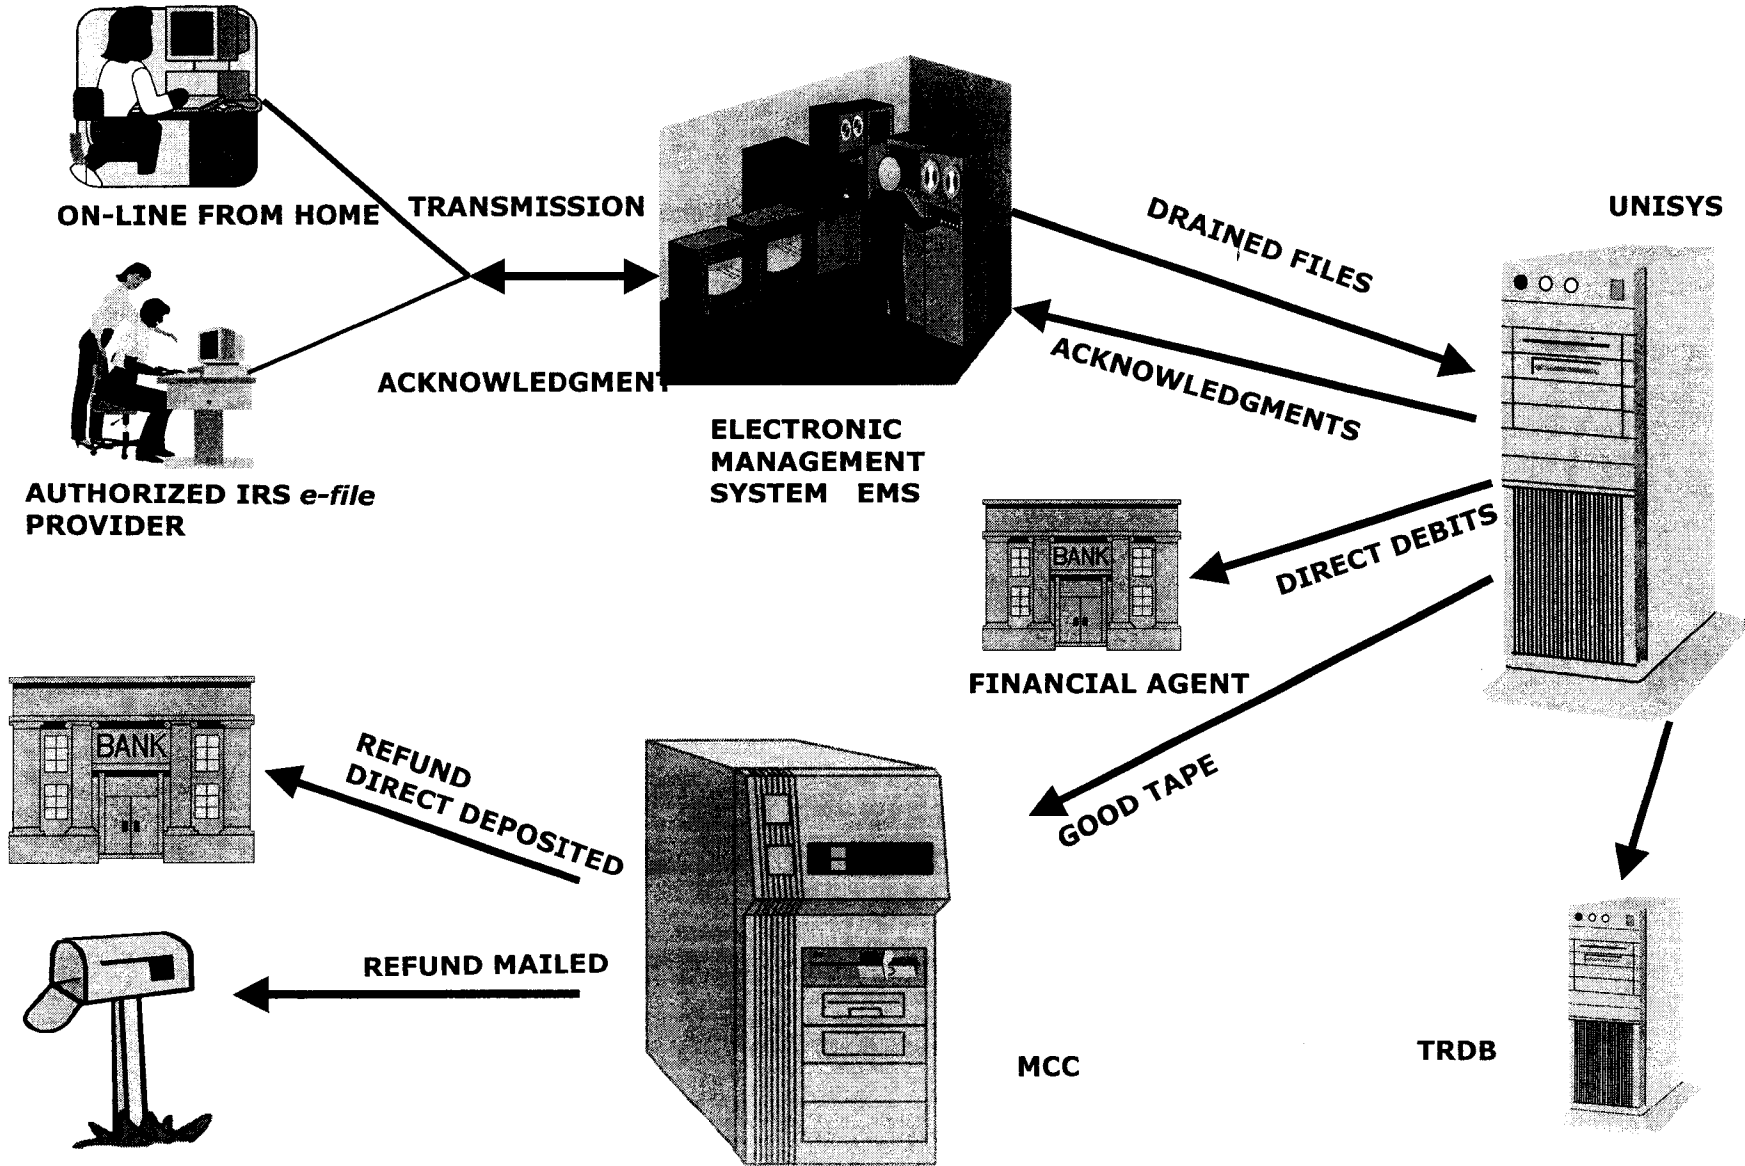 ON-LINE FROM HOME
TRANSMISSION
ACKNOWLEDGMENT
AUTHORIZED IRS e-file
PROVIDER
ELECTRONIC
MANAGEMENT
SYSTEM EMS
DRAINED FILES
ACKNOWLEDGMENTS
UNISYS
DIRECT DEBITS
BANK
FINANCIAL AGENT
GOOD TAPE
BANK
REFUND
DIRECT DEPOSITED
REFUND MAILED
MCC
TRDB